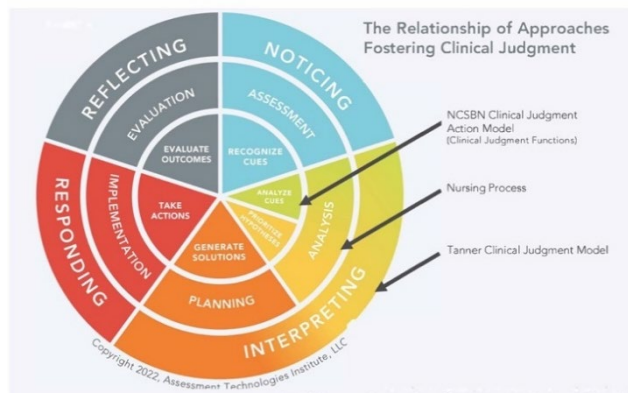 The Relationship of Approaches
Fostering Clinical Judgment
REFLECTING
NOTICING
EVALUATION
ASSESSMENT
EVALUATE
OUTCOMES
RECOGNIZE
CUES
NCSBN Clinical Judgment
Action Model
(Clinical Judgment Functions)
ANALYZE
CUES
Nursing Process
RESPONDING
IMPLEMENTATION
TAKE
ACTIONS
PRIORITIZE
HYPOTHESES
ANALYSIS
GENERATE
SOLUTIONS
Tanner Clinical Judgment Model
PLANNING
INTERPRETING
Copyright 2022, Assessment Technologies Institute, LLC